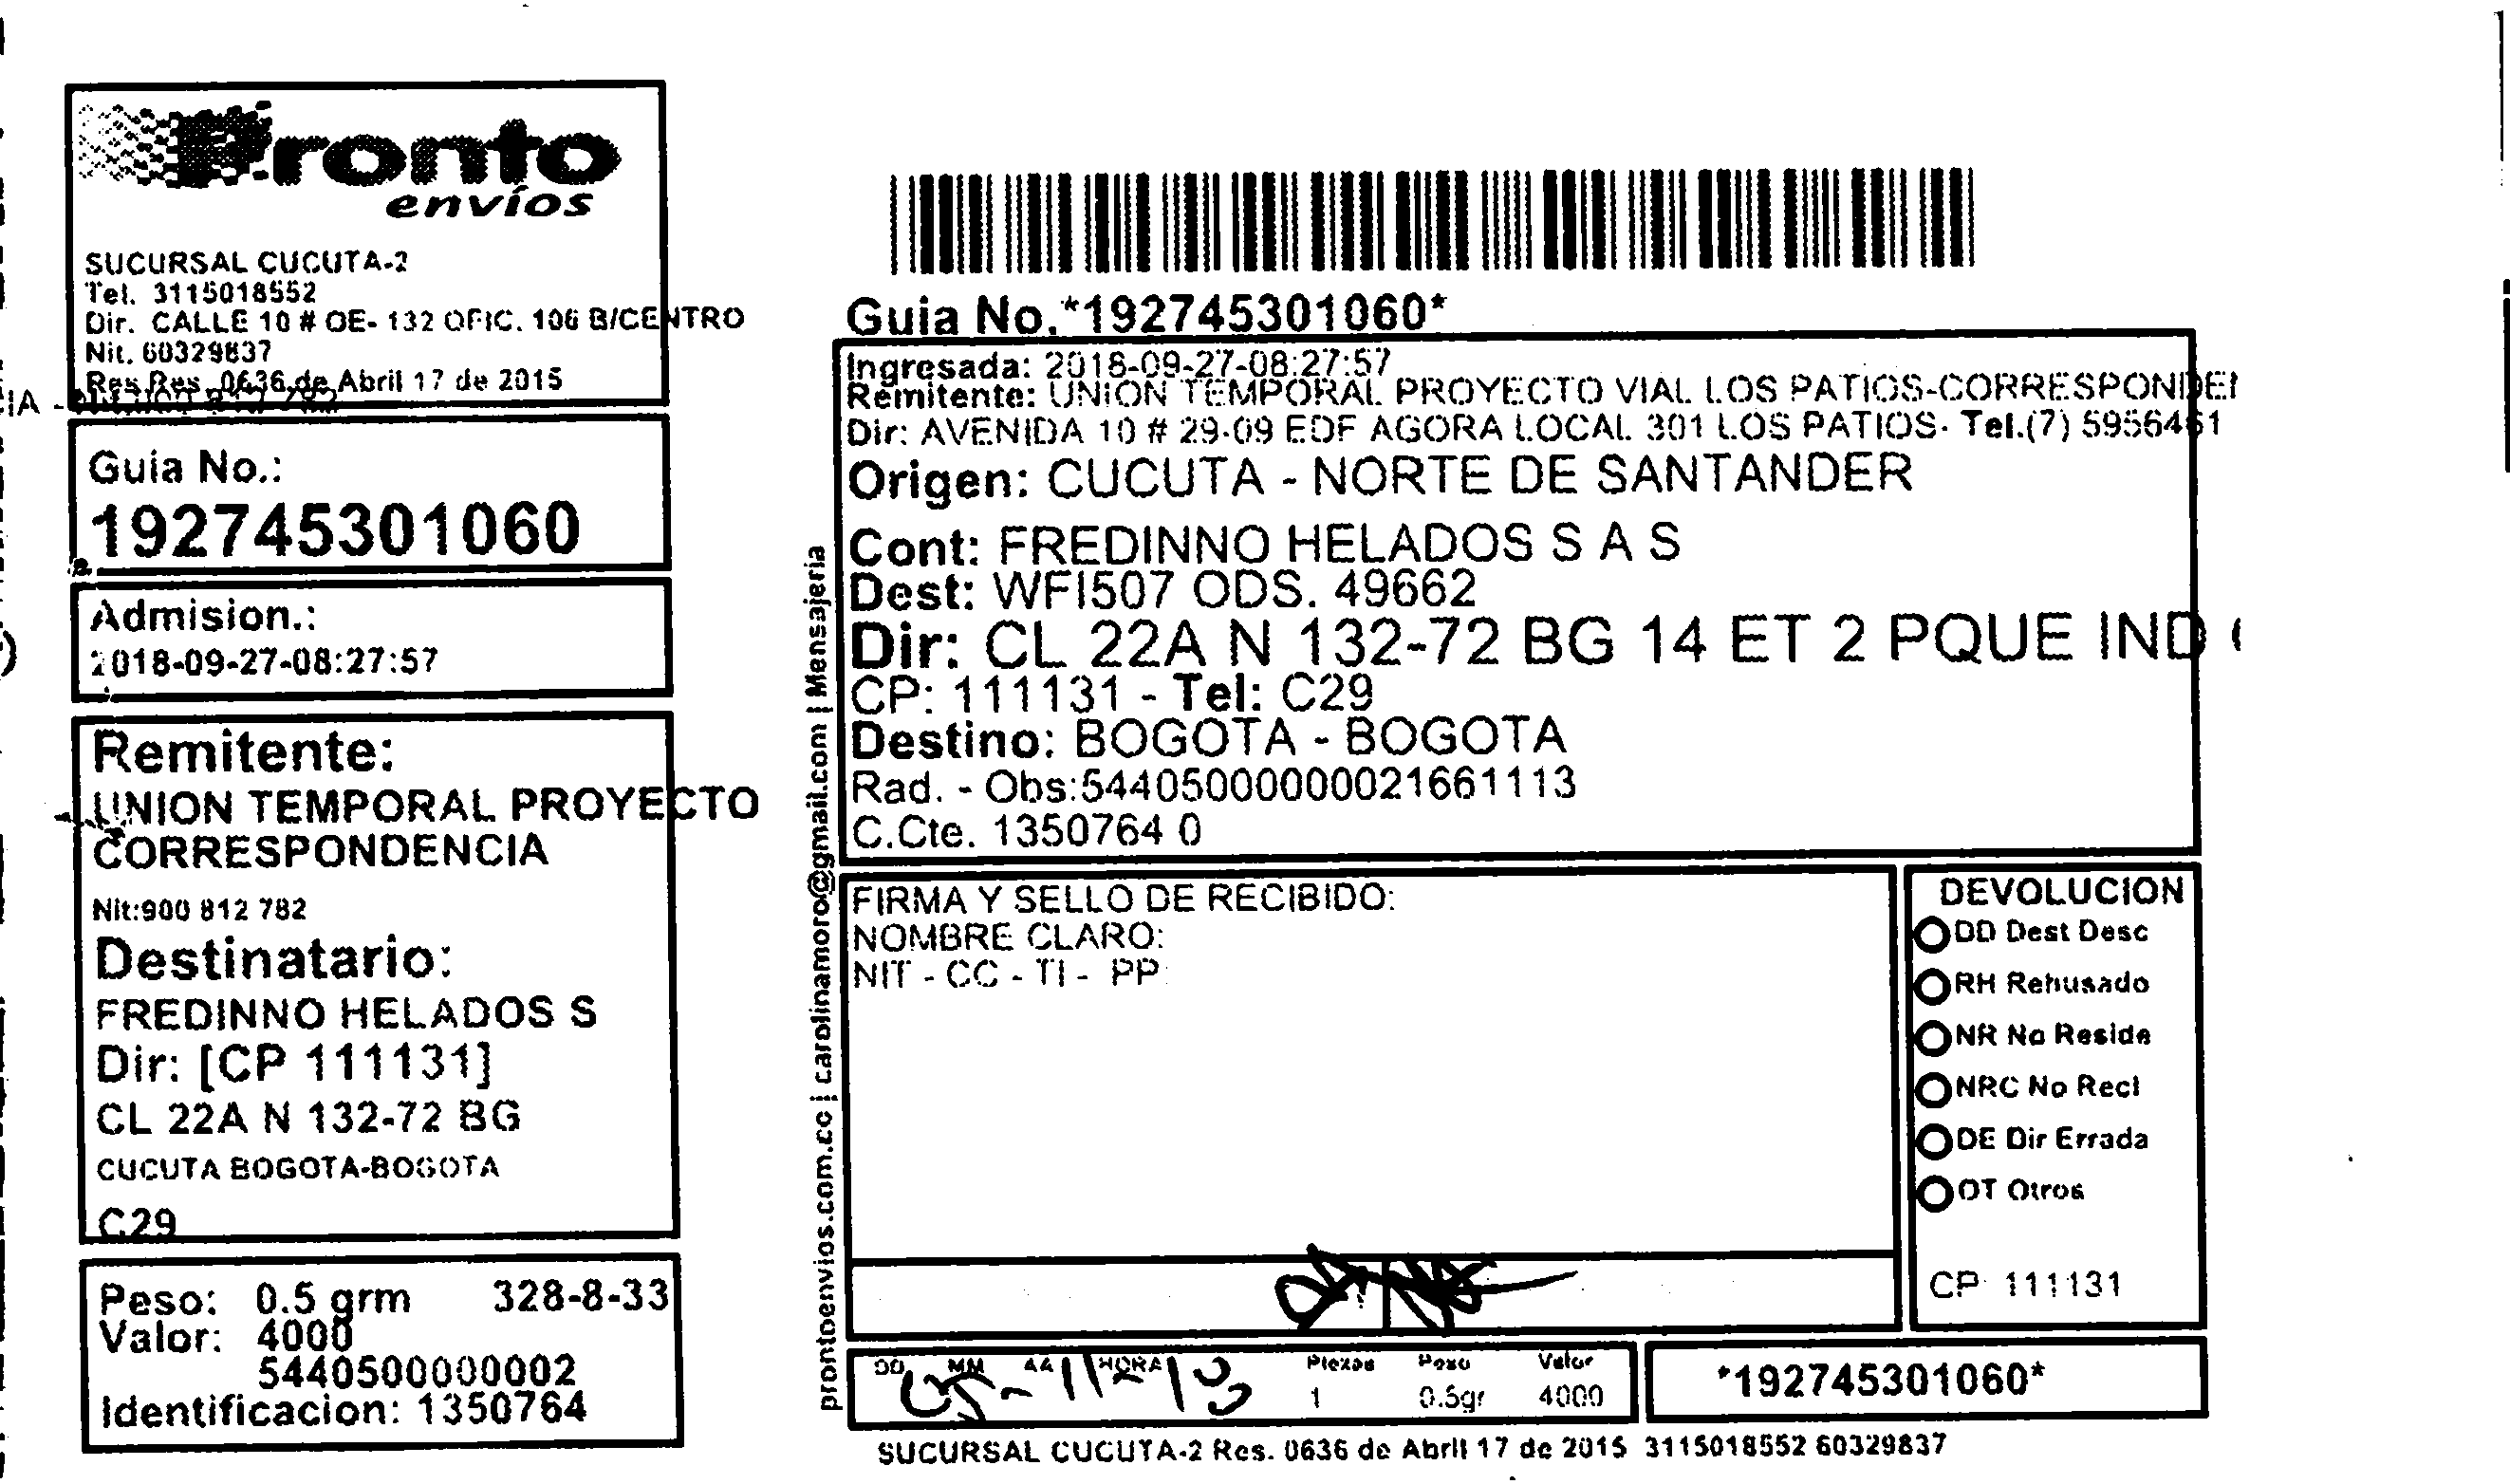 Pronto
envíos
SUCURSAL CUCUTA-2
Tel. 3115018552
Dir. CALLE 10 # OE- 132 OFIC. 106 B/CENTRO
Nit. 60329837
Res Res. 0636 de Abril 17 de 2015
Guia No.:
192745301060
Admision.:
2018-09-27-08:27:57
Remitente:
UNION TEMPORAL PROYECTO
CORRESPONDENCIA
Nit:900 812 782
Destinatario:
FREDINNO HELADOS S
Dir: [CP 111131]
CL 22A N 132-72 BG
CUCUTA BOGOTA-BOGOTA
C29
Peso: 0.5 grm 328-8-33
Valor: 4000
5440500000002
Identificacion: 1350764
prontoenvios.com.co | carolinamoro@gmail.com | Mensajeria
Guia No.*192745301060*
Ingresada: 2018-09-27-08:27:57
Remitente: UNION TEMPORAL PROYECTO VIAL LOS PATIOS-CORRESPONDEN
Dir: AVENIDA 10 # 29-09 EDF AGORA LOCAL 301 LOS PATIOS- Tel.(7) 5956461
Origen: CUCUTA - NORTE DE SANTANDER
Cont: FREDINNO HELADOS S A S
Dest: WFI507 ODS. 49662
Dir: CL 22A N 132-72 BG 14 ET 2 PQUE IND (
CP: 111131 - Tel: C29
Destino: BOGOTA - BOGOTA
Rad. - Obs:54405000000021661113
C.Cte. 1350764 0
FIRMA Y SELLO DE RECIBIDO:
NOMBRE CLARO:
NIT - CC - TI - PP:
DEVOLUCION
DD Dest Desc
RH Rehusado
NR No Reside
NRC No Recl
DE Dir Errada
OT Otros
CP: 111131
DD MM AA HORA Piezas Peso Valor
1 0.5gr 4000
*192745301060*
SUCURSAL CUCUTA-2 Res. 0636 de Abril 17 de 2015 3115018552 60329837